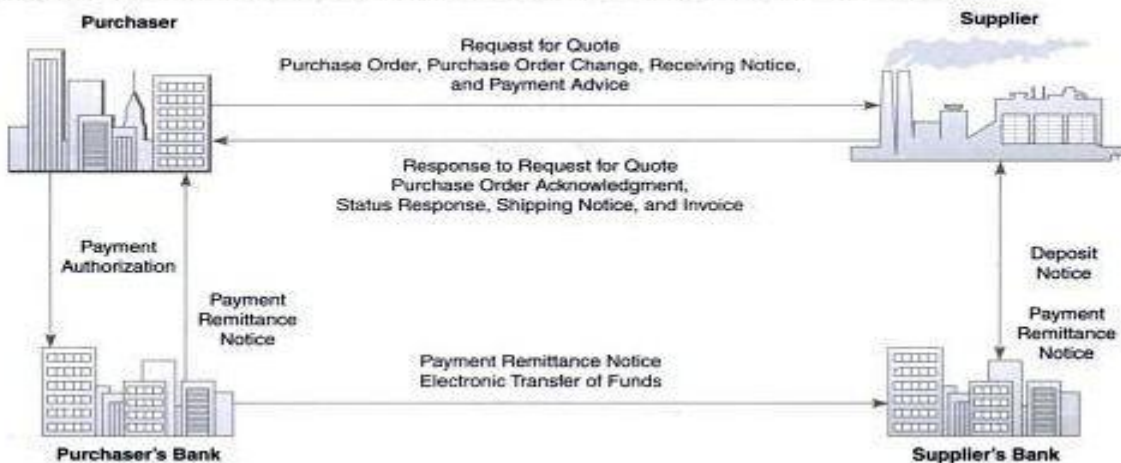 Purchaser
Supplier
Request for Quote
Purchase Order, Purchase Order Change, Receiving Notice,
and Payment Advice
Response to Request for Quote
Purchase Order Acknowledgment,
Status Response, Shipping Notice, and Invoice
Payment
Authorization
Payment
Remittance
Notice
Deposit
Notice
Payment
Remittance
Notice
Payment Remittance Notice
Electronic Transfer of Funds
Purchaser's Bank
Supplier's Bank